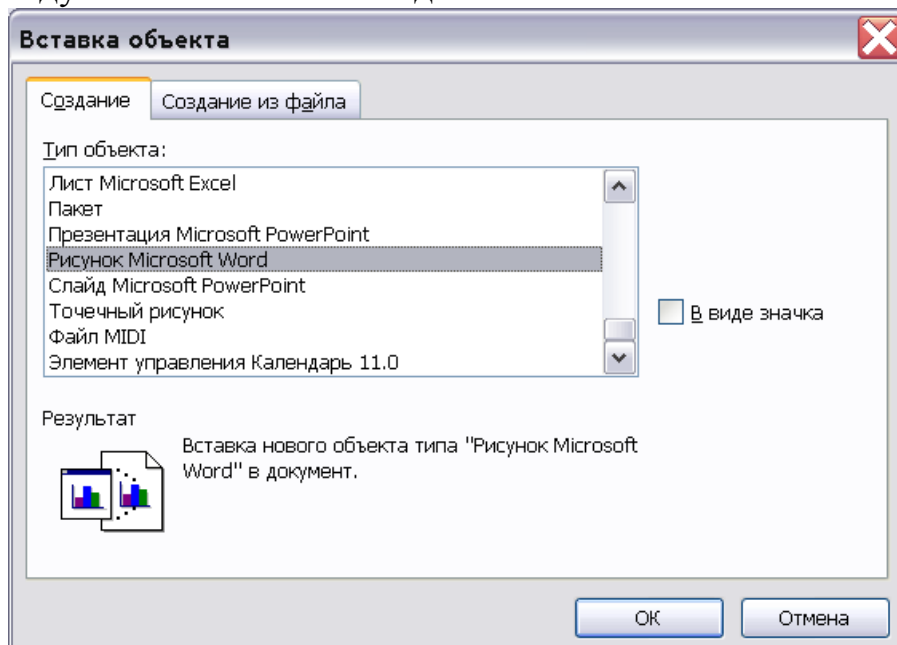 Вставка объекта
Создание
Создание из файла
Тип объекта:
Лист Microsoft Excel
Пакет
Презентация Microsoft PowerPoint
Рисунок Microsoft Word
Слайд Microsoft PowerPoint
Точечный рисунок
Файл MIDI
Элемент управления Календарь 11.0
В виде значка
Результат
Вставка нового объекта типа "Рисунок Microsoft
Word" в документ.
ОК
Отмена